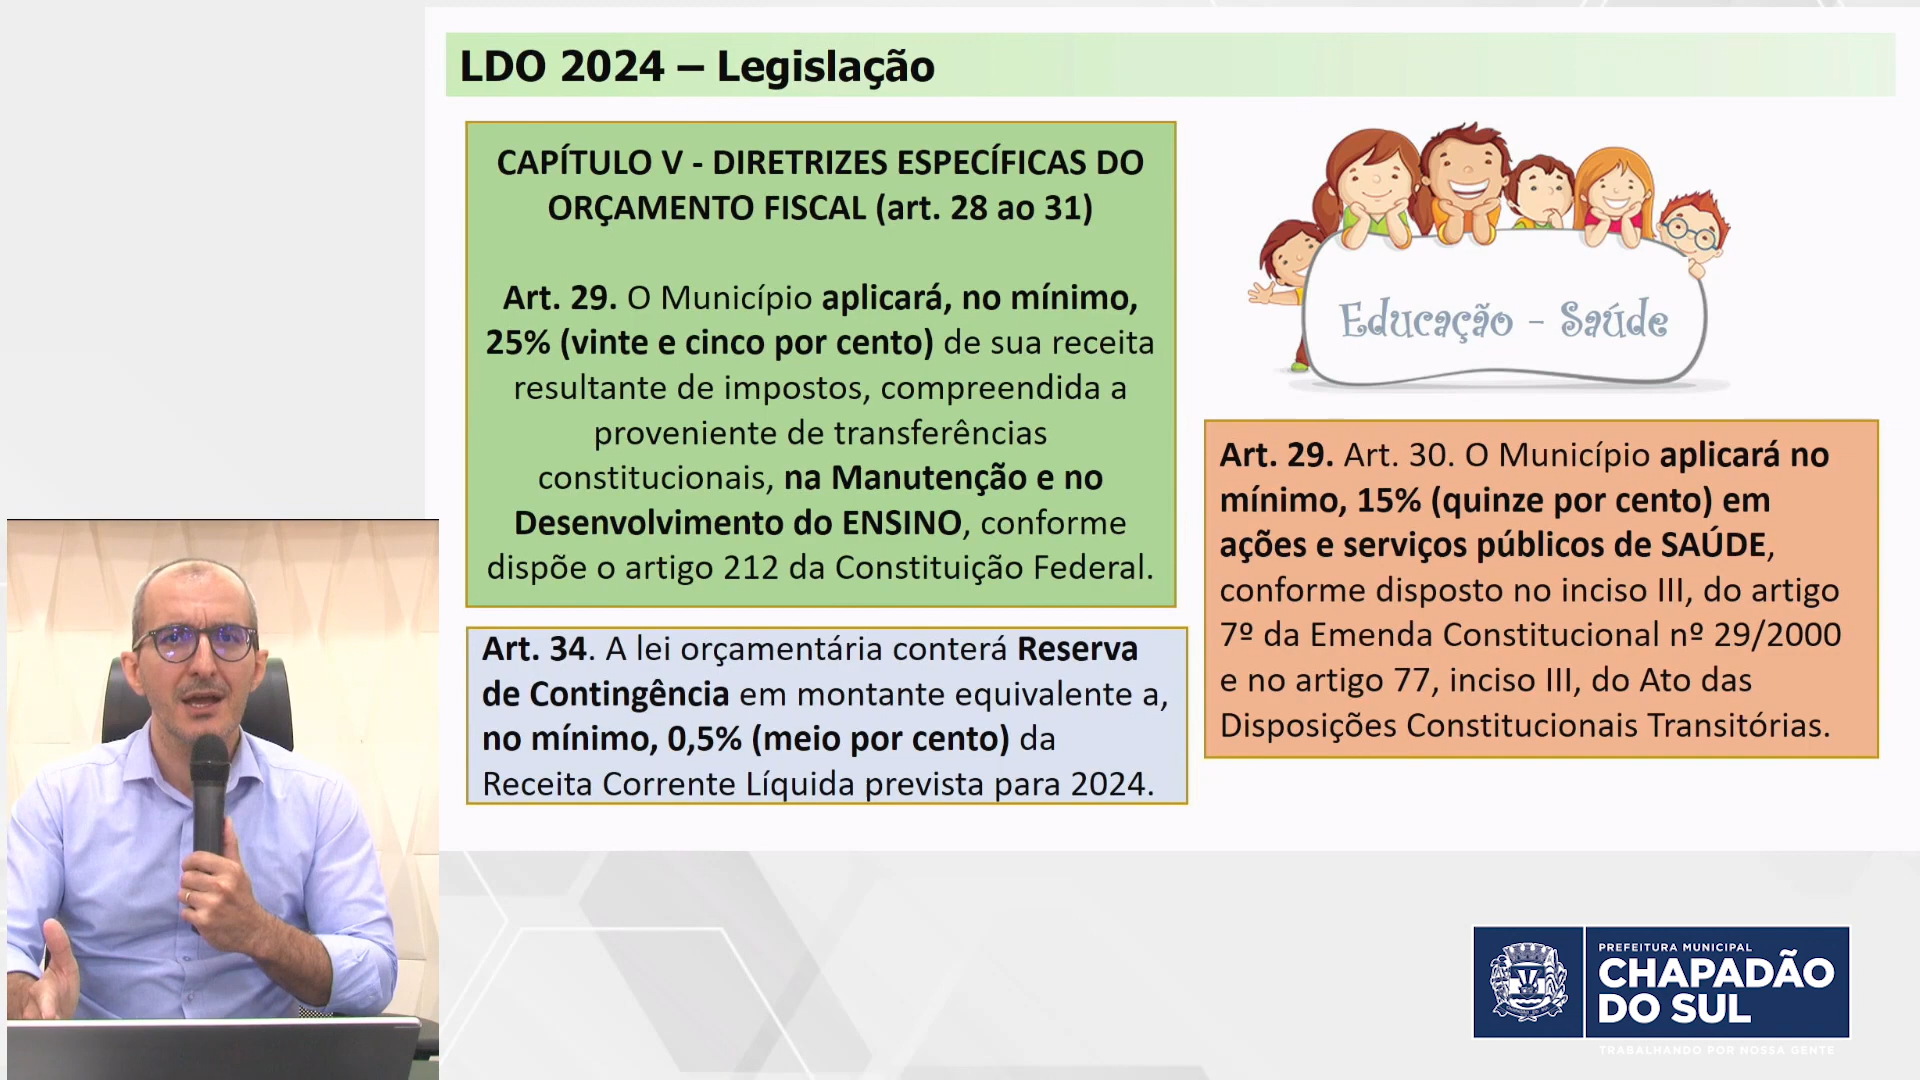 LDO 2024 – Legislação
CAPÍTULO V - DIRETRIZES ESPECÍFICAS DO
ORÇAMENTO FISCAL (art. 28 ao 31)
Art. 29. O Município aplicará, no mínimo,
25% (vinte e cinco por cento) de sua receita
resultante de impostos, compreendida a
proveniente de transferências
constitucionais, na Manutenção e no
Desenvolvimento do ENSINO, conforme
dispõe o artigo 212 da Constituição Federal.
Art. 34. A lei orçamentária conterá Reserva
de Contingência em montante equivalente a,
no mínimo, 0,5% (meio por cento) da
Receita Corrente Líquida prevista para 2024.
Educação - Saúde
Art. 29. Art. 30. O Município aplicará no
mínimo, 15% (quinze por cento) em
ações e serviços públicos de SAÚDE,
conforme disposto no inciso III, do artigo
7º da Emenda Constitucional nº 29/2000
e no artigo 77, inciso III, do Ato das
Disposições Constitucionais Transitórias.
PREFEITURA MUNICIPAL
CHAPADÃO
DO SUL
TRABALHANDO POR NOSSA GENTE